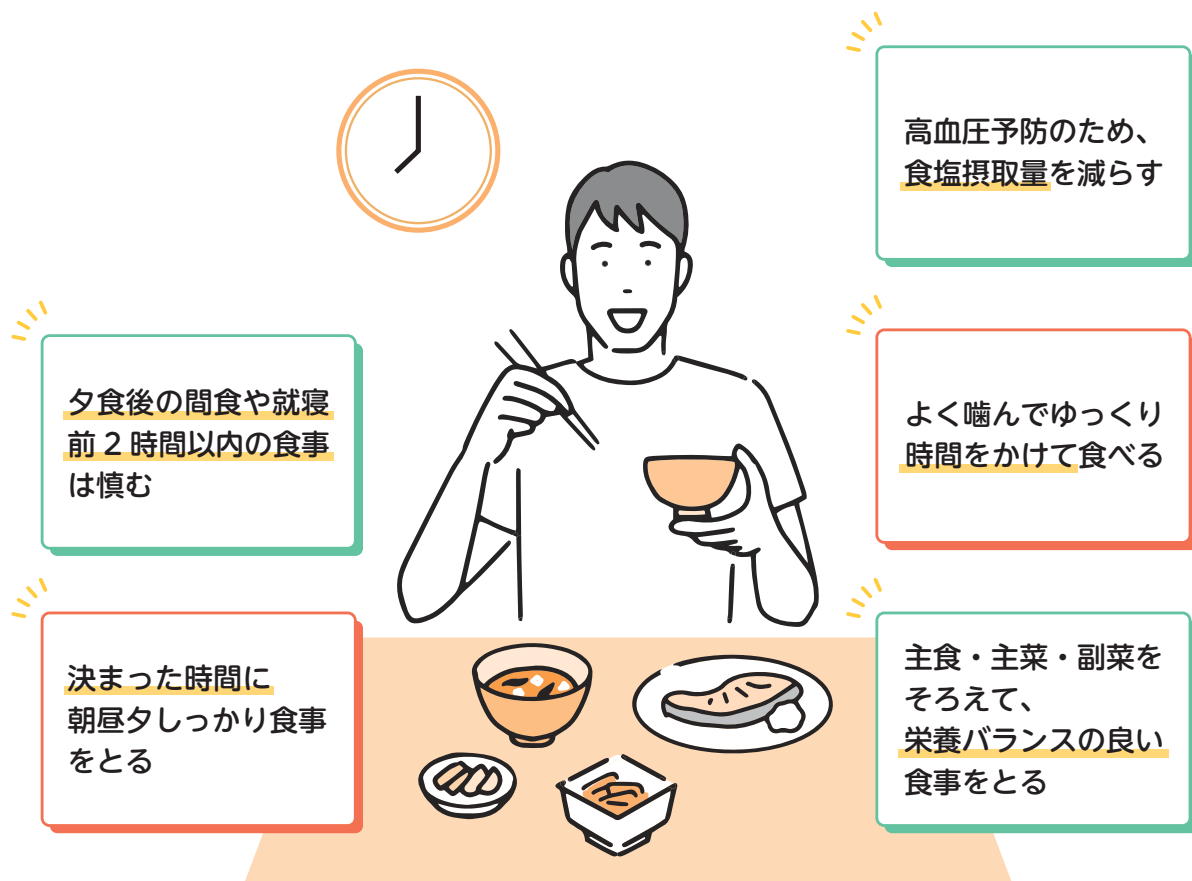 高血圧予防のため、
食塩摂取量を減らす
夕食後の間食や就寝
前2時間以内の食事
は慎む
よく噛んでゆっくり
時間をかけて食べる
決まった時間に
朝昼夕しっかり食事
をとる
主食・主菜・副菜を
そろえて、
栄養バランスの良い
食事をとる